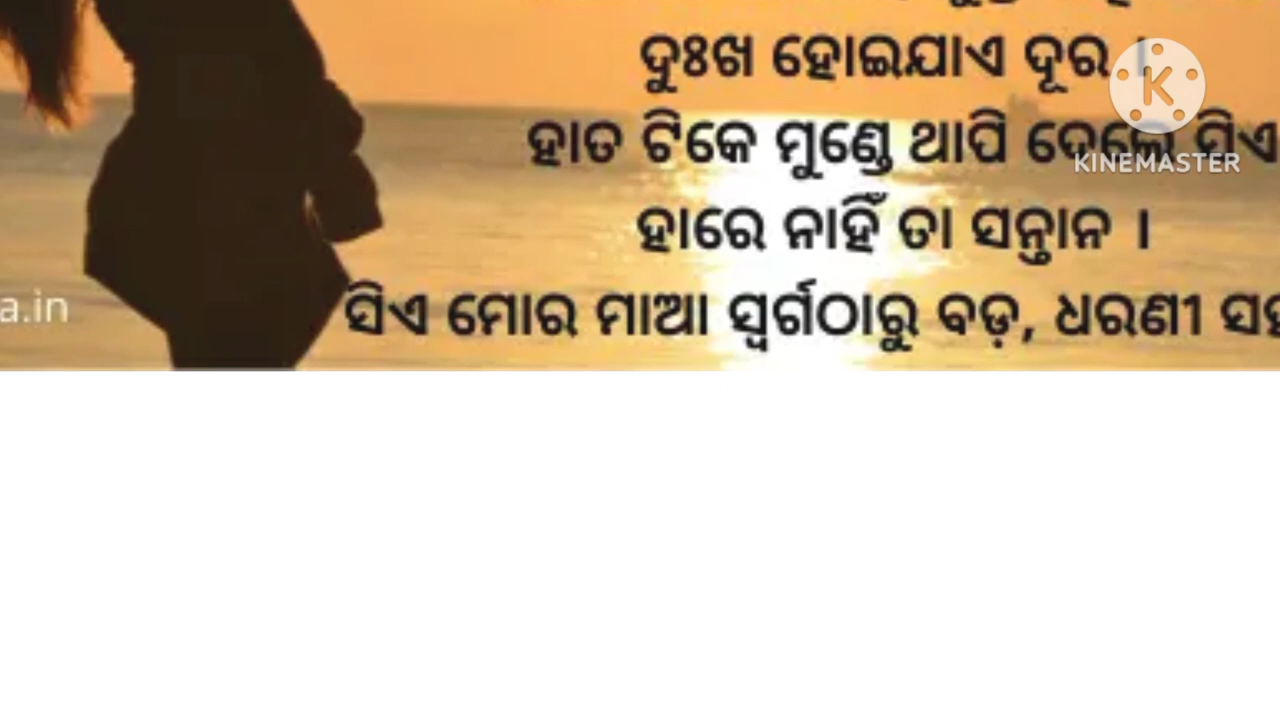 ଦୁଃଖ ହୋଇଯାଏ ଦୂର ।
ହାତ ଟିକେ ମୁଣ୍ଡେ ଥାପି ଦେଲେ ସିଏ
ହାରେ ନାହିଁ ତା ସନ୍ତାନ ।
ସିଏ ମୋର ମାଆ ସ୍ୱର୍ଗଠାରୁ ବଡ଼, ଧରଣୀ
a.in
KINEMASTER